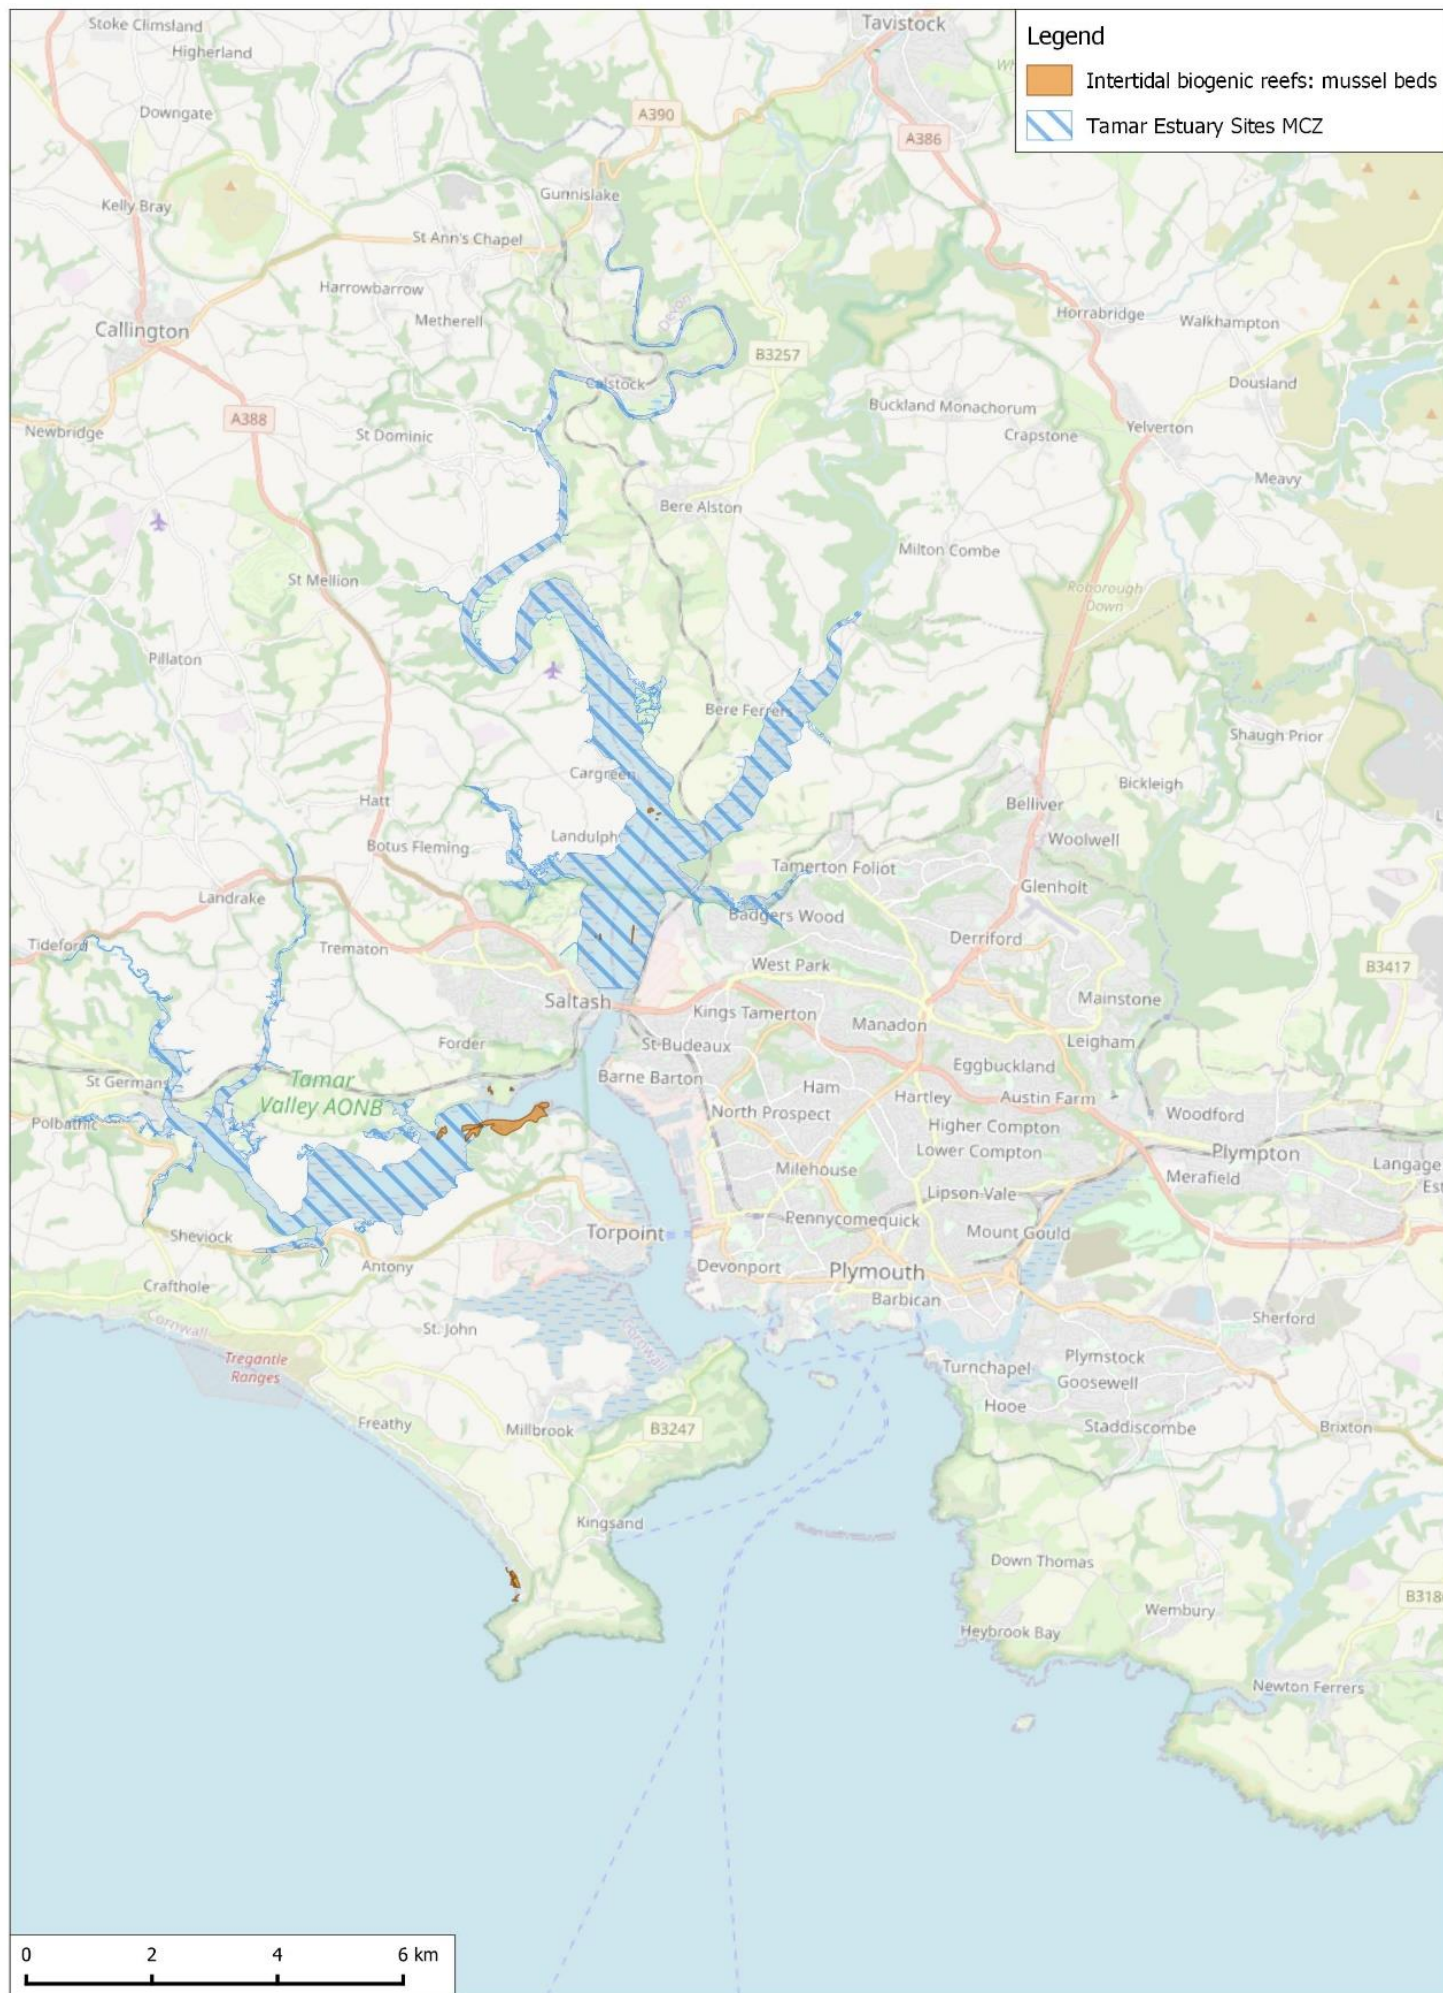 Legend
Intertidal biogenic reefs: mussel beds
Tamar Estuary Sites MCZ
Stoke Climsland
Tavistock
Higherland
Downgate
A390
A386
Gunnislake
Kelly Bray
St Ann's Chapel
Harrowbarrow
Metherell
Devon
Horrabridge
Walkhampton
Callington
B3257
Calstock
Dousland
A388
Buckland Monachorum
Newbridge
St Dominic
Crapstone
Yelverton
Meavy
Bere Alston
Milton Combe
St Mellion
Roborough
Down
Pillaton
Bere Ferrers
Shaugh Prior
Cargreen
Bickleigh
Hatt
Belliver
Landulph
Woolwell
Botus Fleming
Tamerton Foliot
Glenholt
Landrake
Badgers Wood
Tideford
Trematon
Derriford
West Park
B3417
Saltash
Kings Tamerton
Manadon
Mainstone
Forder
St Budeaux
Leigham
St Germans
Tamar
Valley AONB
Barne Barton
Ham
Eggbuckland
Hartley
Austin Farm
Polbathic
North Prospect
Higher Compton
Woodford
Lower Compton
Plympton
Milehouse
Merafield
Langage
Est
Lipson Vale
Pennycomequick
Mount Gould
Sheviock
Torpoint
Antony
Devonport
Plymouth
Crafthole
Barbican
Cornwall
St. John
Cornwall
Sherford
Tregantle
Ranges
Turnchapel
Plymstock
Goosewell
Freathy
Millbrook
B3247
Hooe
Staddiscombe
Brixton
Kingsand
Down Thomas
B318
Wembury
Heybrook Bay
Newton Ferrers
0 2 4 6 km